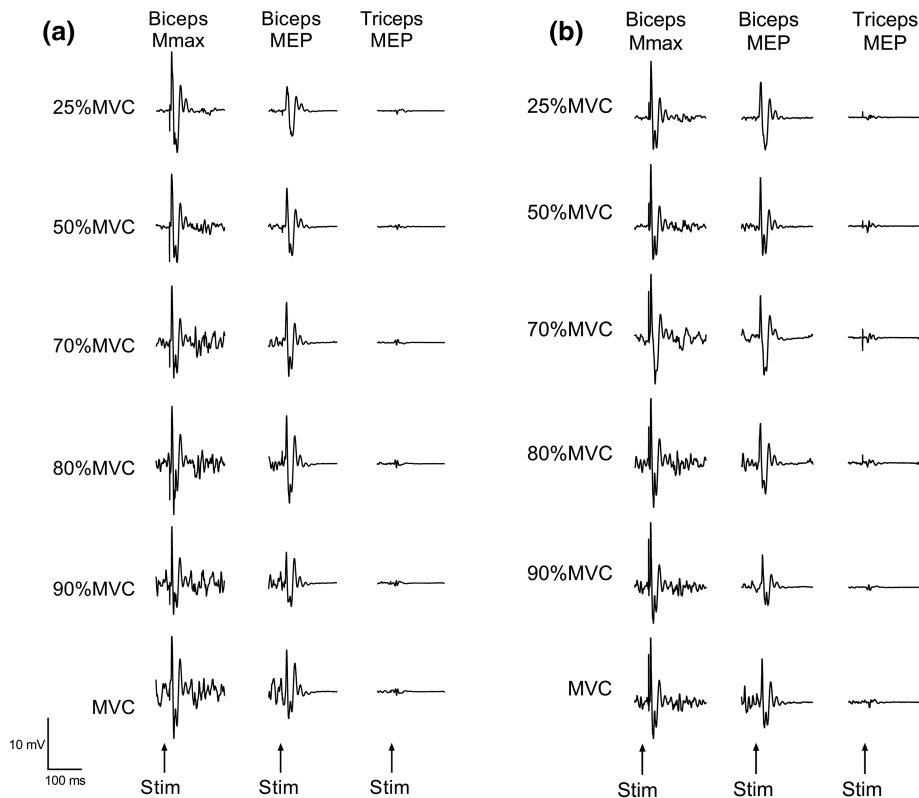 (a)
Biceps
Mmax
Biceps
MEP
Triceps
MEP
25%MVC
50%MVC
70%MVC
80%MVC
90%MVC
MVC
10 mV
100 ms
Stim
Stim
Stim
(b)
Biceps
Mmax
Biceps
MEP
Triceps
MEP
25%MVC
50%MVC
70%MVC
80%MVC
90%MVC
MVC
Stim
Stim
Stim